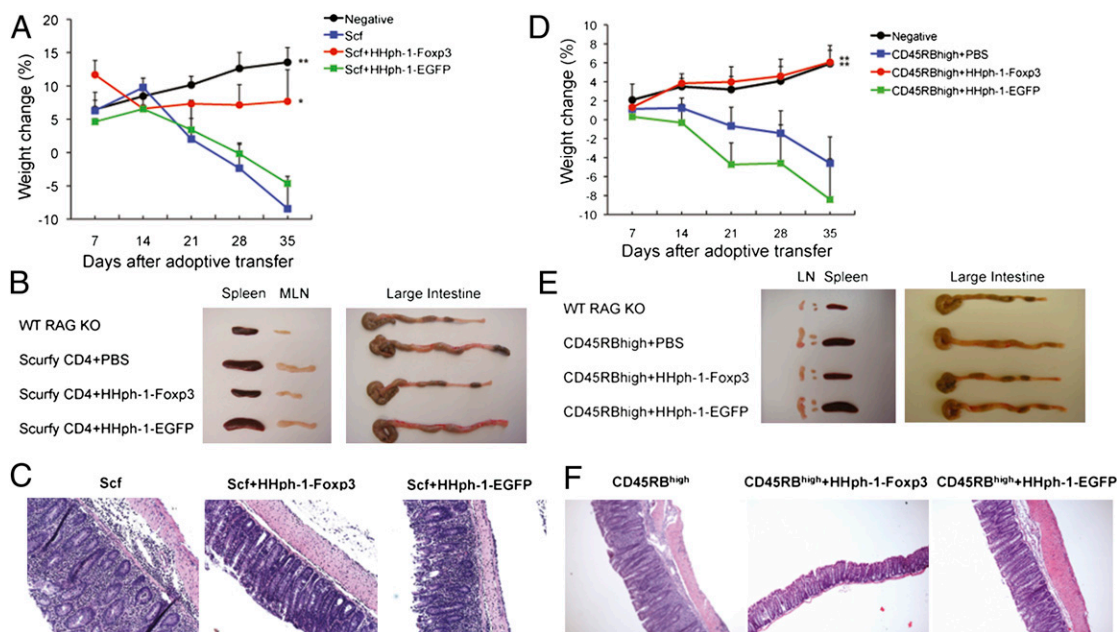 A
Weight change (%)
20
15
10
5
0
-5
-10
7 14 21 28 35
Days after adoptive transfer
Negative
Scf
Scf+HHph-1-Foxp3
Scf+HHph-1-EGFP
**
*
D
Weight change (%)
10
8
6
4
2
0
-2
-4
-6
-8
-10
7 14 21 28 35
Days after adoptive transfer
Negative
CD45RBhigh+PBS
CD45RBhigh+HHph-1-Foxp3
CD45RBhigh+HHph-1-EGFP
**
**
B
Spleen MLN Large Intestine
WT RAG KO
Scurfy CD4+PBS
Scurfy CD4+HHph-1-Foxp3
Scurfy CD4+HHph-1-EGFP
E
LN Spleen Large Intestine
WT RAG KO
CD45RBhigh+PBS
CD45RBhigh+HHph-1-Foxp3
CD45RBhigh+HHph-1-EGFP
C
Scf Scf+HHph-1-Foxp3 Scf+HHph-1-EGFP
F
CD45RBhigh CD45RBhigh+HHph-1-Foxp3 CD45RBhigh+HHph-1-EGFP